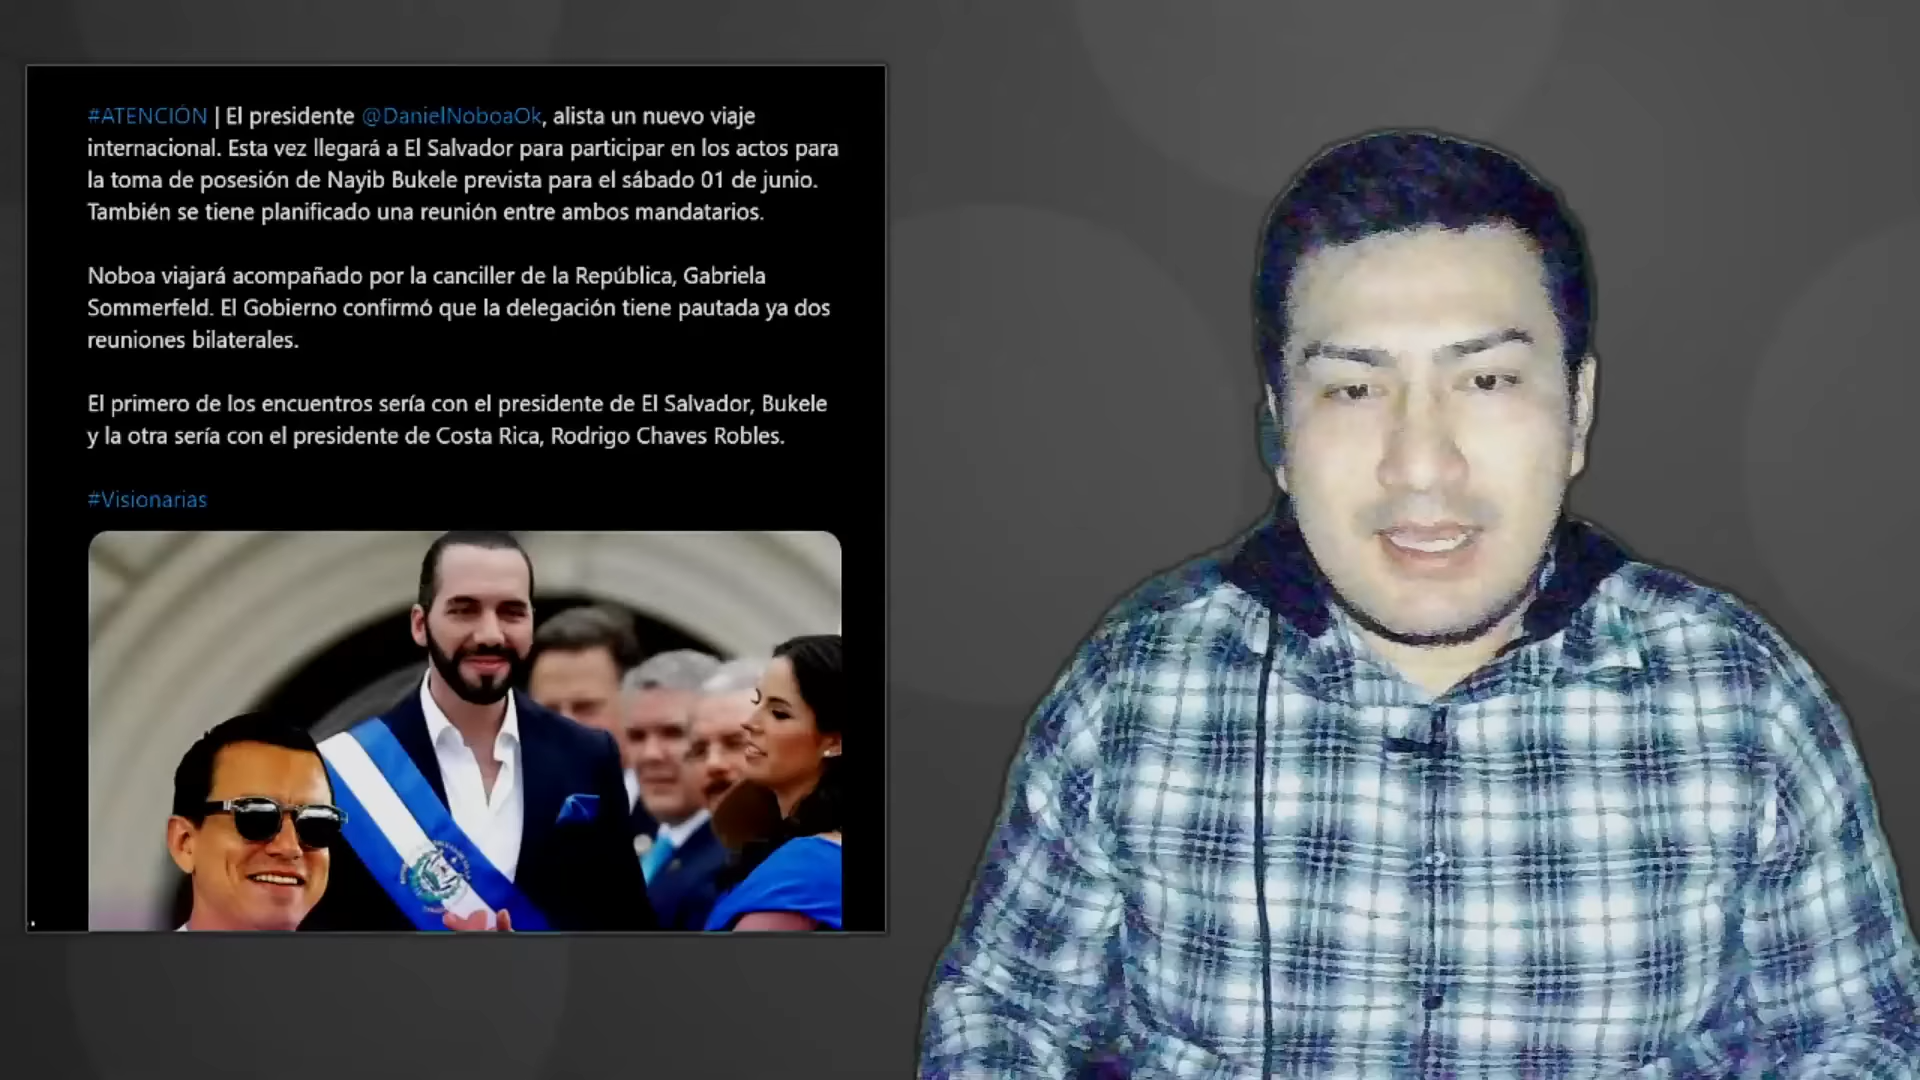 #ATENCIÓN | El presidente @DanielNoboaOk, alista un nuevo viaje
internacional. Esta vez llegará a El Salvador para participar en los actos para
la toma de posesión de Nayib Bukele prevista para el sábado 01 de junio.
También se tiene planificado una reunión entre ambos mandatarios.
Noboa viajará acompañado por la canciller de la República, Gabriela
Sommerfeld. El Gobierno confirmó que la delegación tiene pautada ya dos
reuniones bilaterales.
El primero de los encuentros sería con el presidente de El Salvador, Bukele
y la otra sería con el presidente de Costa Rica, Rodrigo Chaves Robles.
#Visionarias